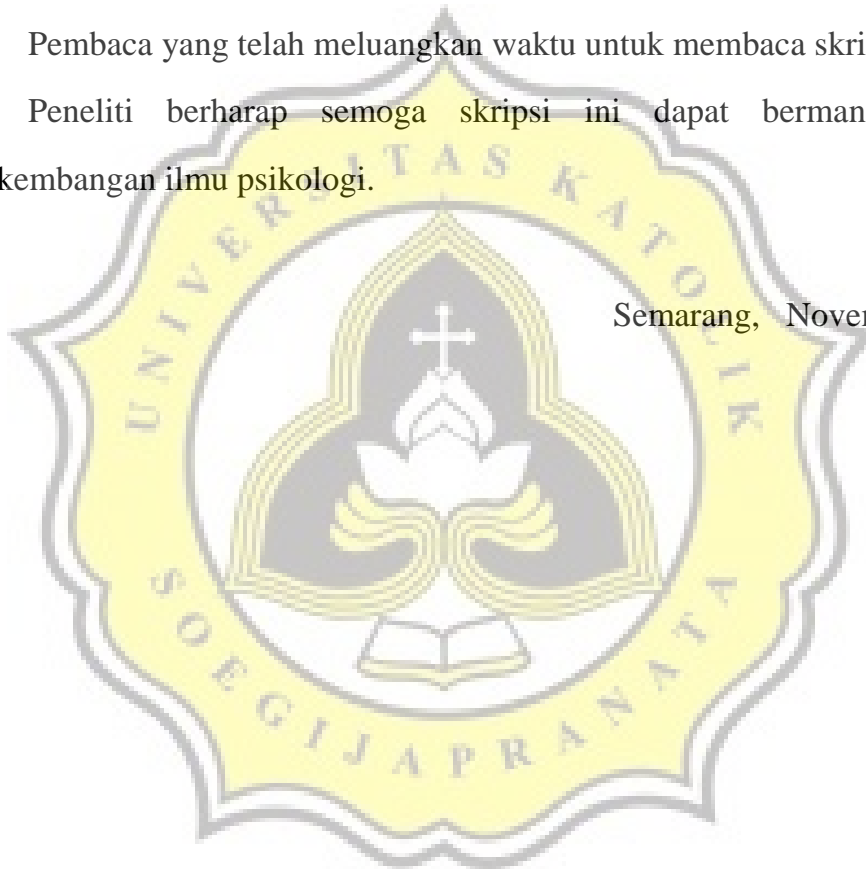 Pembaca yang telah meluangkan waktu untuk membaca skri
Peneliti berharap semoga skripsi ini dapat berman
kembangan ilmu psikologi.
Semarang, Nover
UNIVERSITAS KATOLIK
SOEGIJAPRANATA